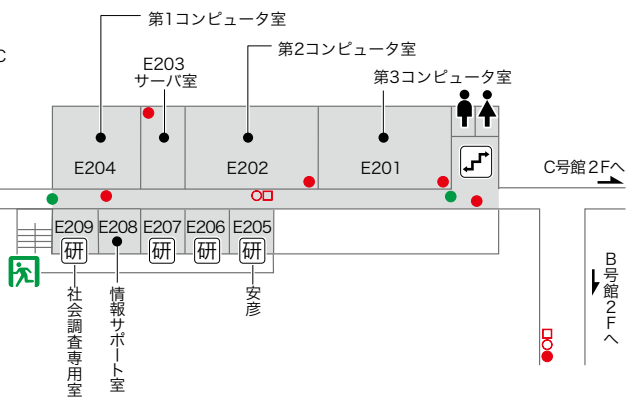 第1コンピュータ室
第2コンピュータ室
C
E203
サーバ室
第3コンピュータ室
E204
E202
E201
C号館2Fへ
E209
E208
E207
E206
E205
研
研
研
研
社会調査専用室
情報サポート室
安彦
B号館2Fへ